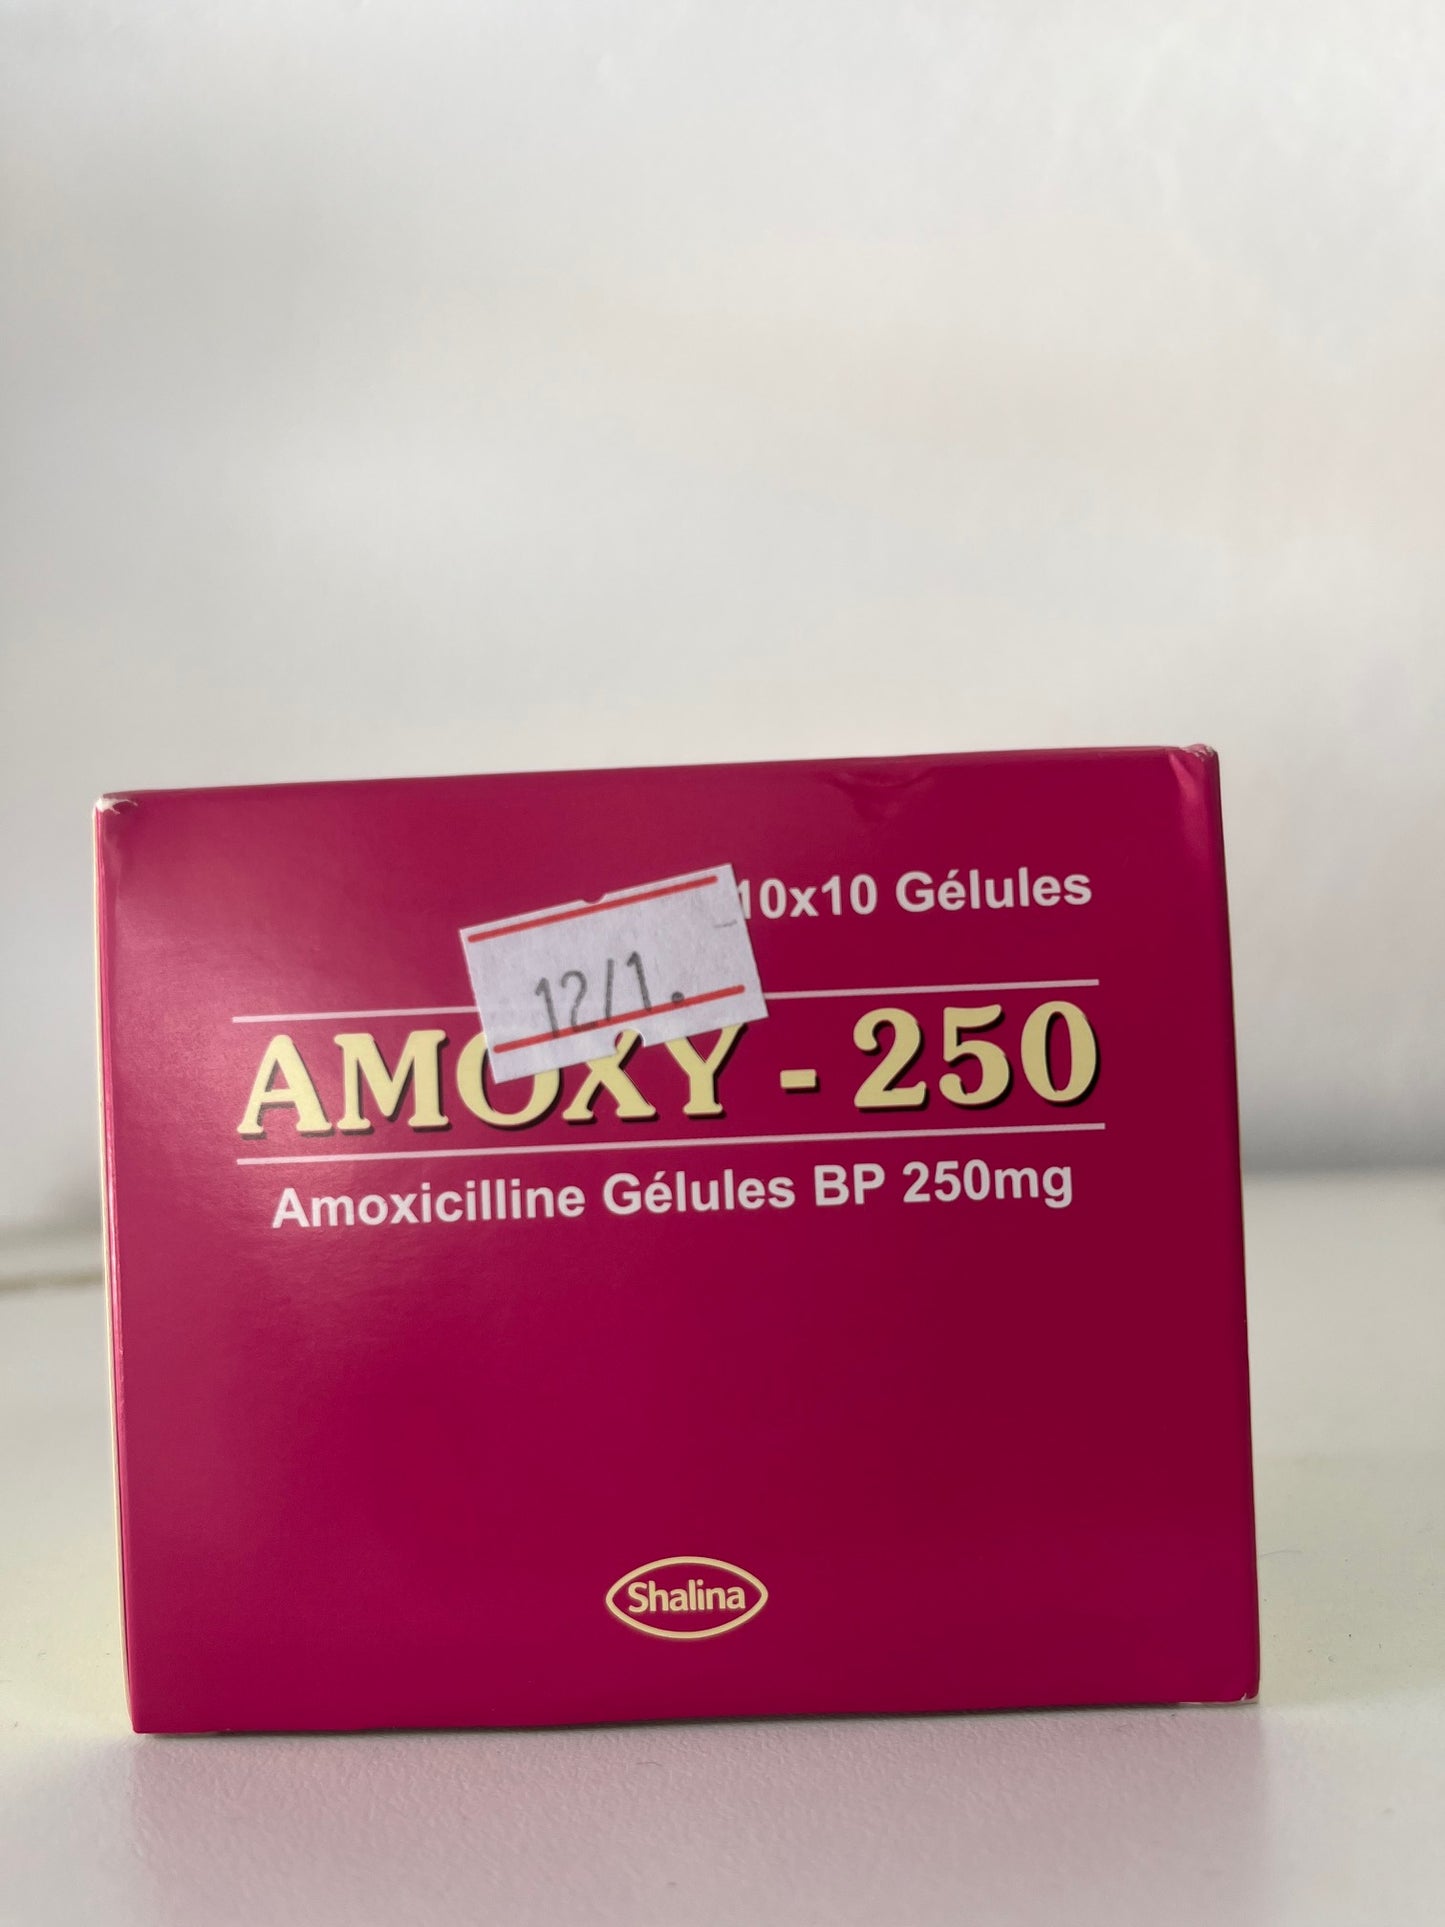 10x10 Gélules
12/1.
AMOXY - 250
Amoxicilline Gélules BP 250mg
Shalina